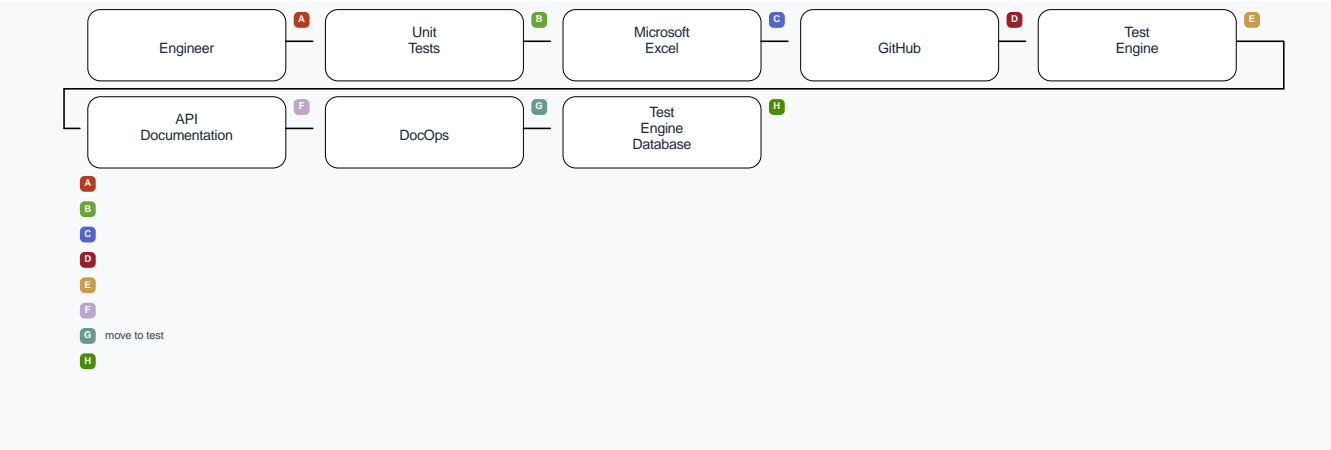 A
B
C
D
E
Engineer
Unit
Tests
Microsoft
Excel
GitHub
Test
Engine
F
G
H
API
Documentation
DocOps
Test
Engine
Database
A
B
C
D
E
F
G move to test
H